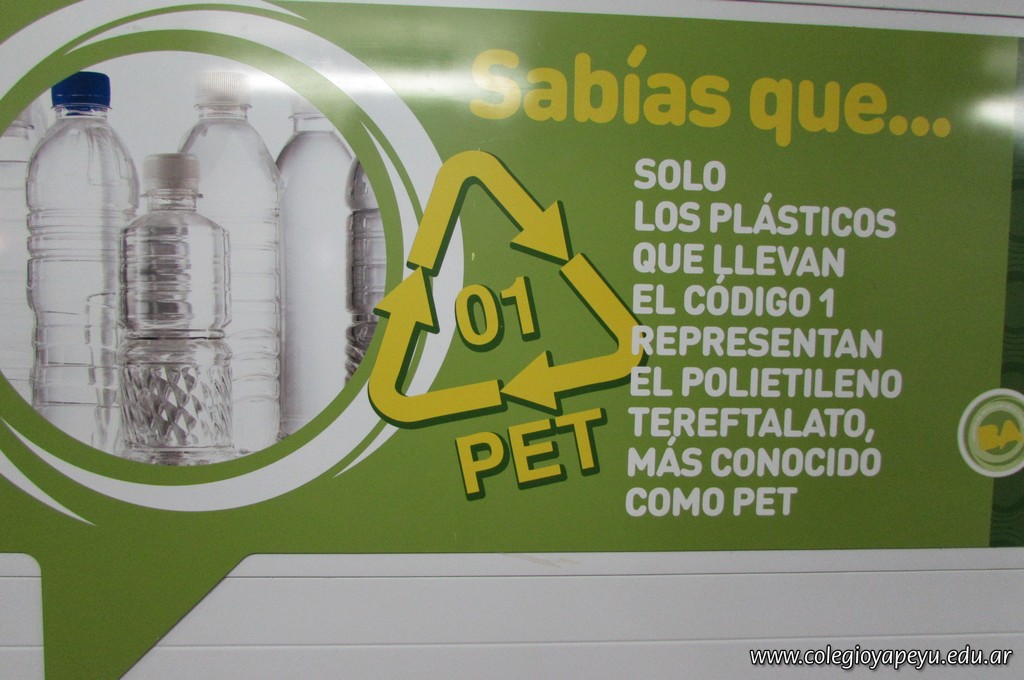 Sabías que...
SOLO
LOS PLÁSTICOS
QUE LLEVAN
EL CÓDIGO 1
REPRESENTAN
EL POLIETILENO
TEREFTALATO,
MÁS CONOCIDO
COMO PET
01
PET
BA
www.colegioyapeyu.edu.ar